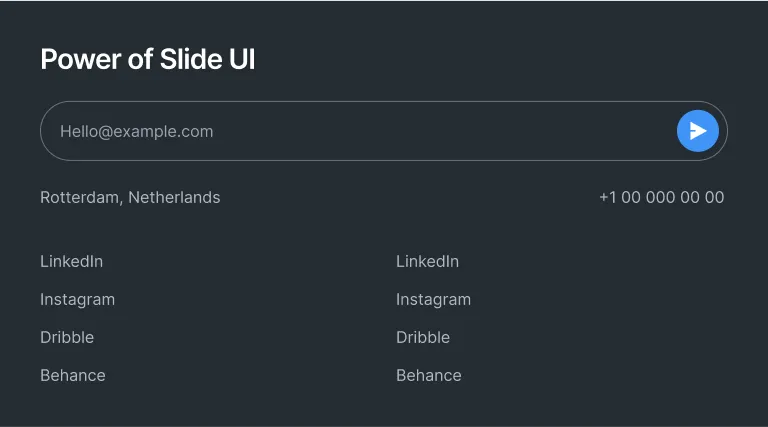 Power of Slide UI
Hello@example.com
Rotterdam, Netherlands +1 00 000 00 00
LinkedIn LinkedIn
Instagram Instagram
Dribble Dribble
Behance Behance